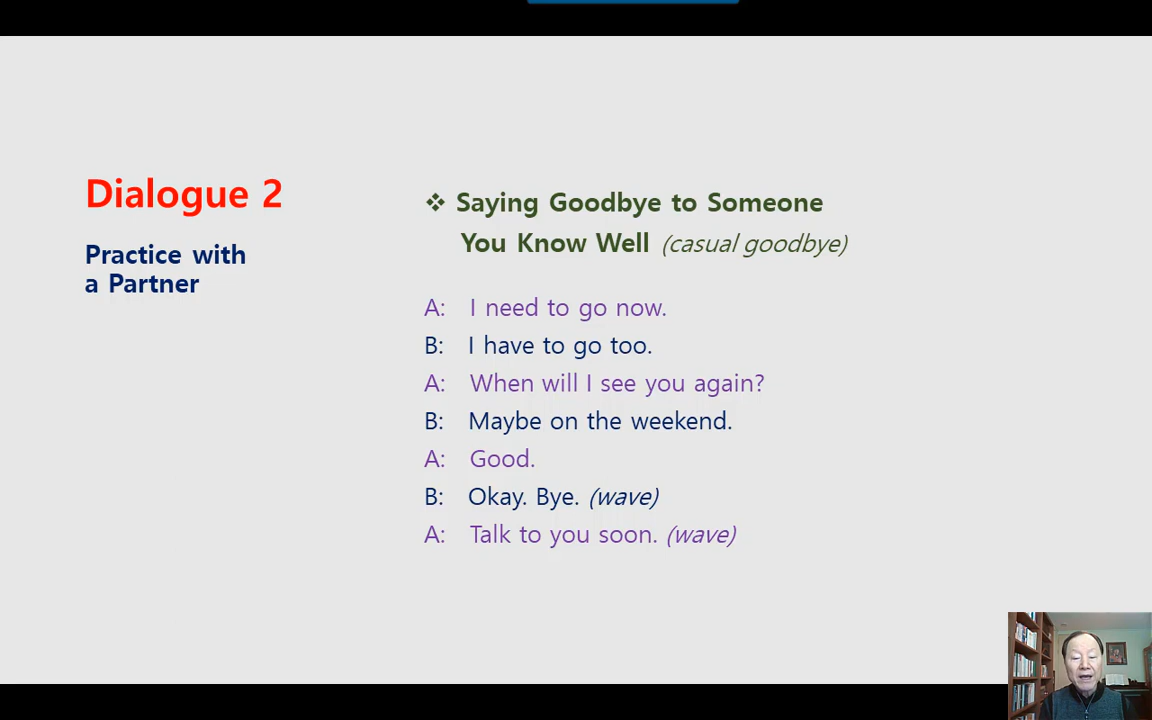 Dialogue 2
Practice with
a Partner
❖ Saying Goodbye to Someone
You Know Well (casual goodbye)
A: I need to go now.
B: I have to go too.
A: When will I see you again?
B: Maybe on the weekend.
A: Good.
B: Okay. Bye. (wave)
A: Talk to you soon. (wave)